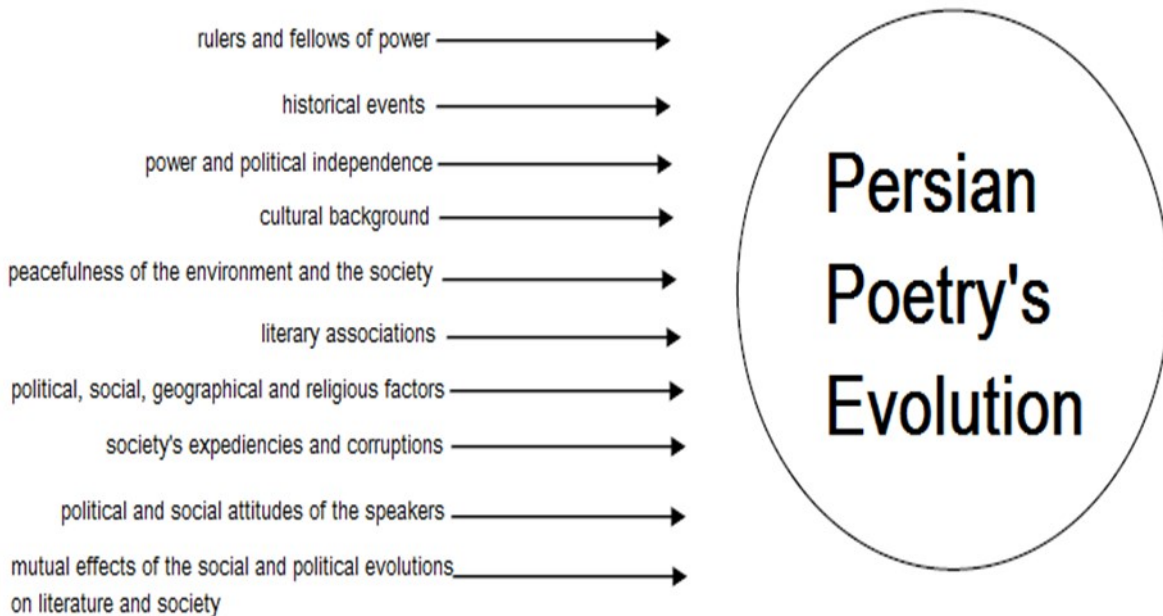 rulers and fellows of power
historical events
power and political independence
cultural background
peacefulness of the environment and the society
literary associations
political, social, geographical and religious factors
society's expediencies and corruptions
political and social attitudes of the speakers
mutual effects of the social and political evolutions
on literature and society
Persian
Poetry's
Evolution